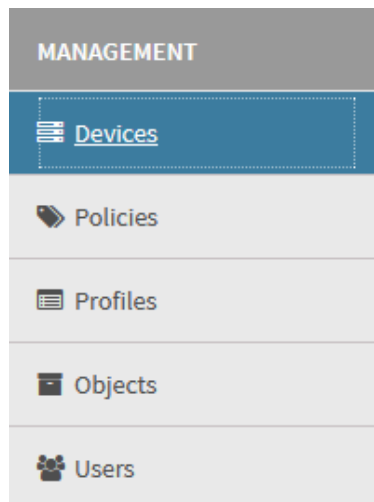 MANAGEMENT
Devices
Policies
Profiles
Objects
Users